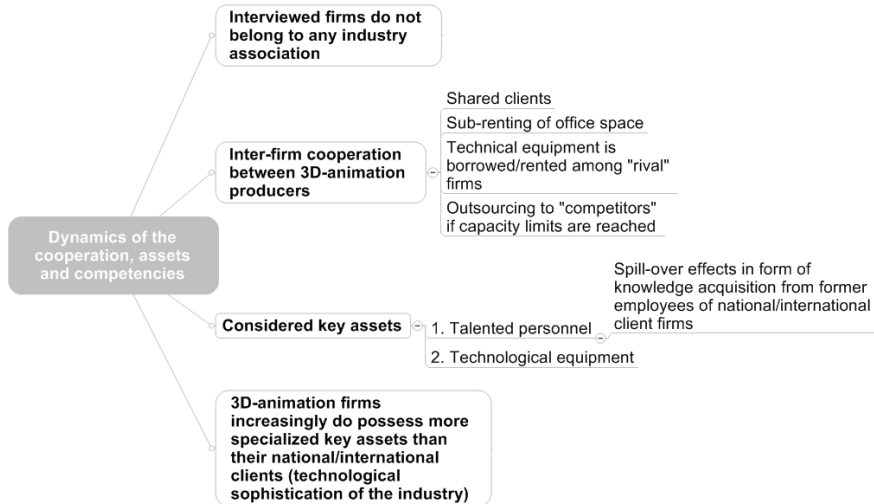 Interviewed firms do not
belong to any industry
association
Shared clients
Sub-renting of office space
Technical equipment is
borrowed/rented among "rival"
firms
Outsourcing to "competitors"
if capacity limits are reached
Inter-firm cooperation
between 3D-animation
producers
Dynamics of the
cooperation, assets
and competencies
Considered key assets
1. Talented personnel
Spill-over effects in form of
knowledge acquisition from former
employees of national/international
client firms
2. Technological equipment
3D-animation firms
increasingly do possess more
specialized key assets than
their national/international
clients (technological
sophistication of the industry)